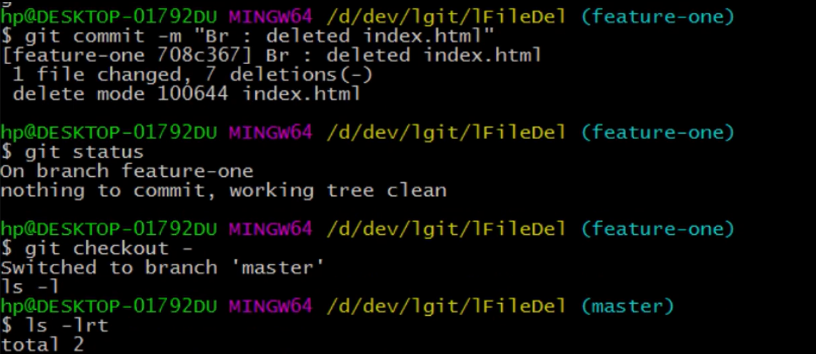 hp@DESKTOP-01792DU MINGW64 /d/dev/lgit/lFileDel (feature-one)
$ git commit -m "Br : deleted index.html"
[feature-one 708c367] Br : deleted index.html
 1 file changed, 7 deletions(-)
 delete mode 100644 index.html

hp@DESKTOP-01792DU MINGW64 /d/dev/lgit/lFileDel (feature-one)
$ git status
On branch feature-one
nothing to commit, working tree clean

hp@DESKTOP-01792DU MINGW64 /d/dev/lgit/lFileDel (feature-one)
$ git checkout -
Switched to branch 'master'
ls -l
hp@DESKTOP-01792DU MINGW64 /d/dev/lgit/lFileDel (master)
$ ls -lrt
total 2